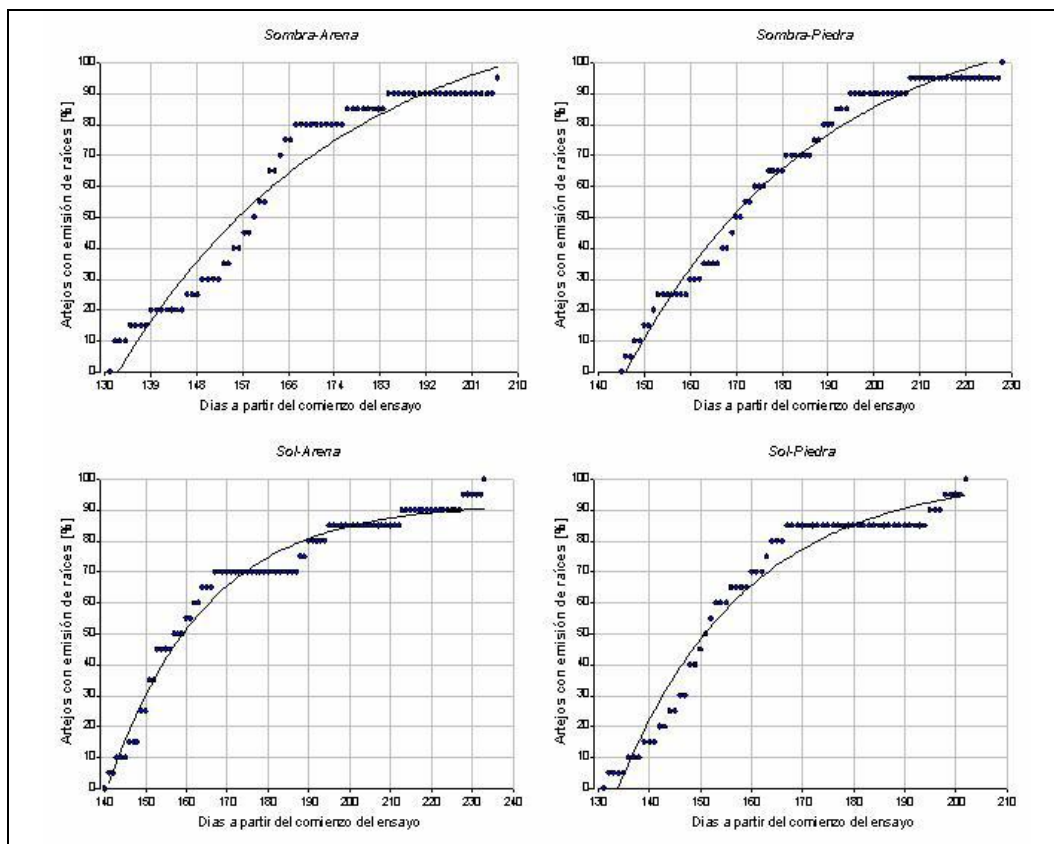 Sombra-Arena
Artejos con emisión de raíces [%]
100
90
80
70
60
50
40
30
20
10
0
130 139 148 157 166 174 183 192 201 210
Días a partir del comienzo del ensayo
Sombra-Piedra
Artejos con emisión de raíces [%]
100
90
80
70
60
50
40
30
20
10
0
140 150 160 170 180 190 200 210 220 230
Días a partir del comienzo del ensayo
Sol-Arena
Artejos con emisión de raíces [%]
100
90
80
70
60
50
40
30
20
10
0
140 150 160 170 180 190 200 210 220 230 240
Días a partir del comienzo del ensayo
Sol-Piedra
Artejos con emisión de raíces [%]
100
90
80
70
60
50
40
30
20
10
0
130 140 150 160 170 180 190 200 210
Días a partir del comienzo del ensayo